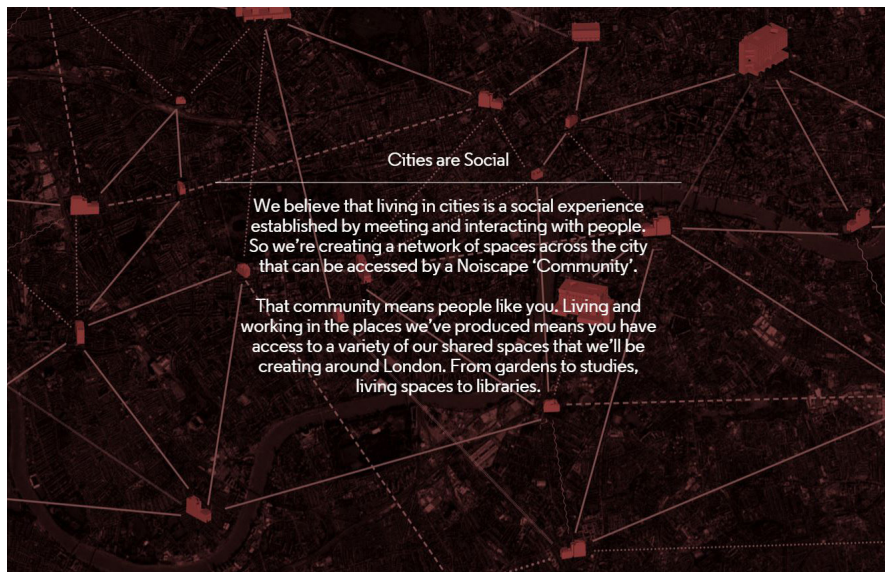 Cities are Social
We believe that living in cities is a social experience
established by meeting and interacting with people.
So we're creating a network of spaces across the city
that can be accessed by a Noiscape ‘Community’.
That community means people like you. Living and
working in the places we've produced means you have
access to a variety of our shared spaces that we'll be
creating around London. From gardens to studies,
living spaces to libraries.